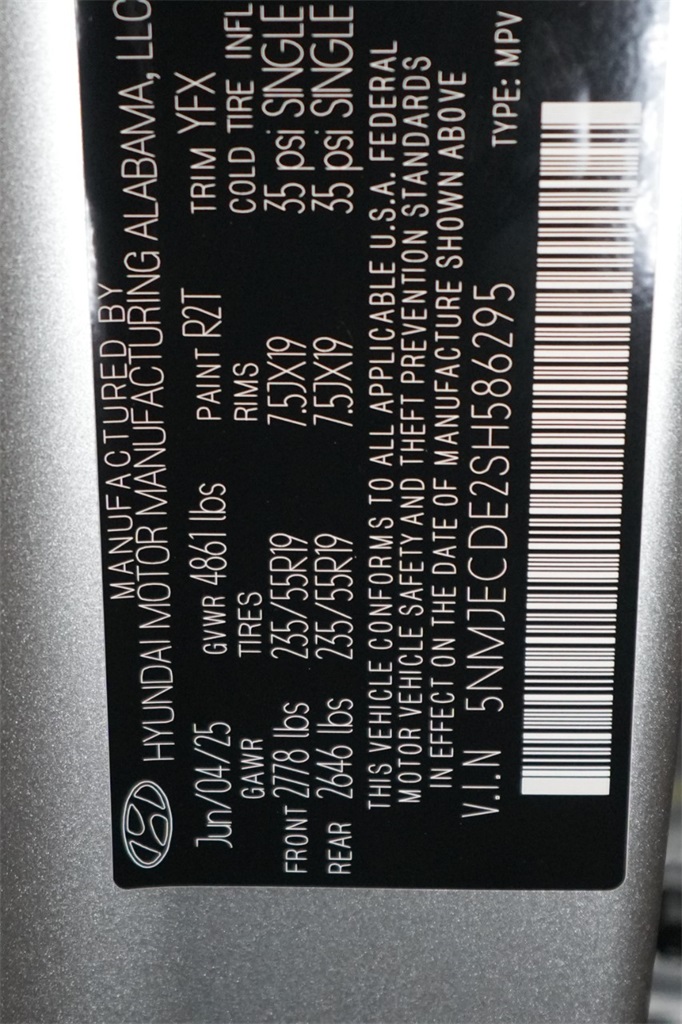 MANUFACTURED BY
HYUNDAI MOTOR MANUFACTURING ALABAMA, LLC
Jun/04/25 GVWR 4861 lbs PAINT R2T TRIM YFX
GAWR TIRES RIMS COLD TIRE INFL
FRONT 2778 lbs 235/55R19 7.5JX19 35 psi SINGLE
REAR 2646 lbs 235/55R19 7.5JX19 35 psi SINGLE
THIS VEHICLE CONFORMS TO ALL APPLICABLE U.S.A. FEDERAL
MOTOR VEHICLE SAFETY AND THEFT PREVENTION STANDARDS
IN EFFECT ON THE DATE OF MANUFACTURE SHOWN ABOVE
V.I.N 5NMJECDE2SH586295 TYPE: MPV